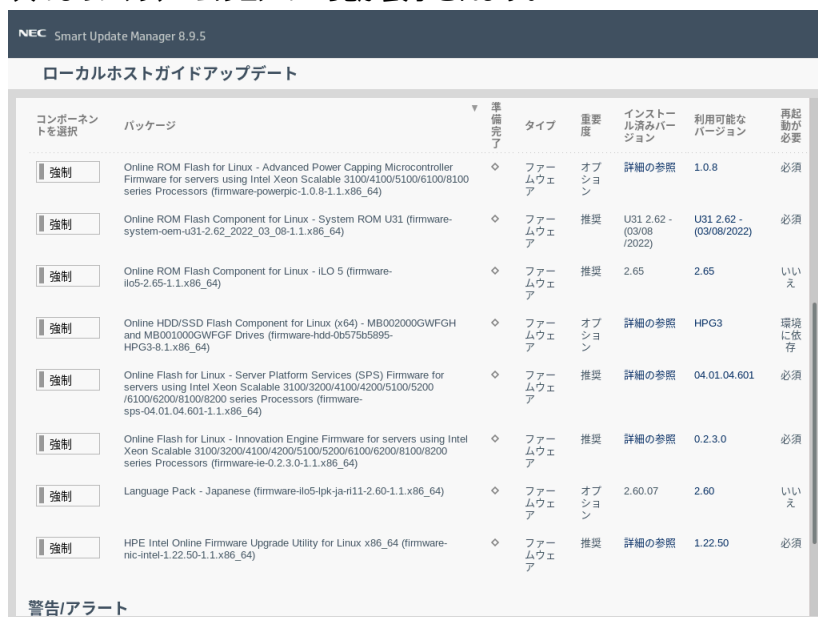 NEC Smart Update Manager 8.9.5
ローカルホストガイドアップデート
コンポーネン
トを選択
パッケージ
▼
準
備
完
了
タイプ
重要
度
インストー
ル済みバー
ジョン
利用可能な
バージョン
再起
動が
必要
強制
Online ROM Flash for Linux - Advanced Power Capping Microcontroller
Firmware for servers using Intel Xeon Scalable 3100/4100/5100/6100/8100
series Processors (firmware-powerpic-1.0.8-1.1.x86_64)
ファー
ムウェ
ア
オプ
ショ
ン
詳細の参照
1.0.8
必須
強制
Online ROM Flash Component for Linux - System ROM U31 (firmware-
system-oem-u31-2.62_2022_03_08-1.1.x86_64)
ファー
ムウェ
ア
推奨
U31 2.62 -
(03/08
/2022)
U31 2.62 -
(03/08/2022)
必須
強制
Online ROM Flash Component for Linux - iLO 5 (firmware-
ilo5-2.65-1.1.x86_64)
ファー
ムウェ
ア
推奨
2.65
2.65
いい
え
強制
Online HDD/SSD Flash Component for Linux (x64) - MB002000GWFGH
and MB001000GWFGF Drives (firmware-hdd-0b575b5895-
HPG3-8.1.x86_64)
ファー
ムウェ
ア
オプ
ショ
ン
詳細の参照
HPG3
環境
に依
存
強制
Online Flash for Linux - Server Platform Services (SPS) Firmware for
servers using Intel Xeon Scalable 3100/3200/4100/4200/5100/5200
/6100/6200/8100/8200 series Processors (firmware-
sps-04.01.04.601-1.1.x86_64)
ファー
ムウェ
ア
推奨
詳細の参照
04.01.04.601
必須
強制
Online Flash for Linux - Innovation Engine Firmware for servers using Intel
Xeon Scalable 3100/3200/4100/4200/5100/5200/6100/6200/8100/8200
series Processors (firmware-ie-0.2.3.0-1.1.x86_64)
ファー
ムウェ
ア
推奨
詳細の参照
0.2.3.0
必須
強制
Language Pack - Japanese (firmware-ilo5-lpk-ja-ri11-2.60-1.1.x86_64)
ファー
ムウェ
ア
オプ
ショ
ン
2.60.07
2.60
いい
え
強制
HPE Intel Online Firmware Upgrade Utility for Linux x86_64 (firmware-
nic-intel-1.22.50-1.1.x86_64)
ファー
ムウェ
ア
推奨
詳細の参照
1.22.50
必須
警告/アラート